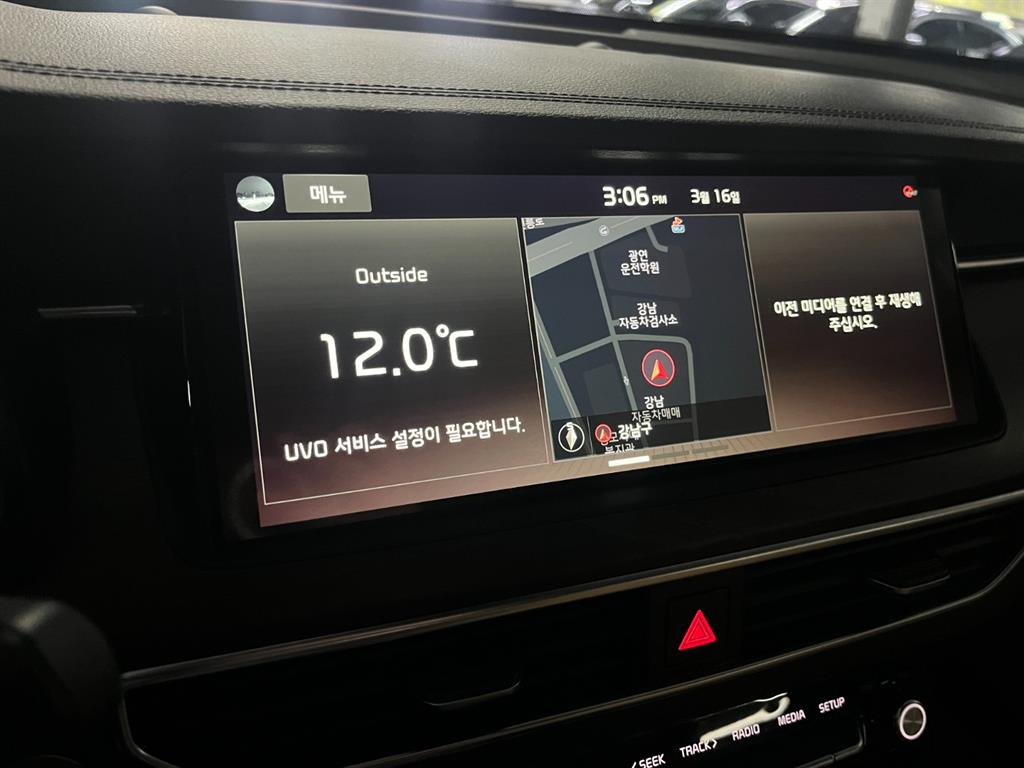 메뉴
3:06 PM 3월 16일
Outside
12.0°C
UVO 서비스 설정이 필요합니다.
광연
운전학원
강남
자동차검사소
강남
자동차매매
강남구
복지관
이전 미디어를 연결 후 재생해
주십시오.
SEEK
TRACK
RADIO
MEDIA
SETUP